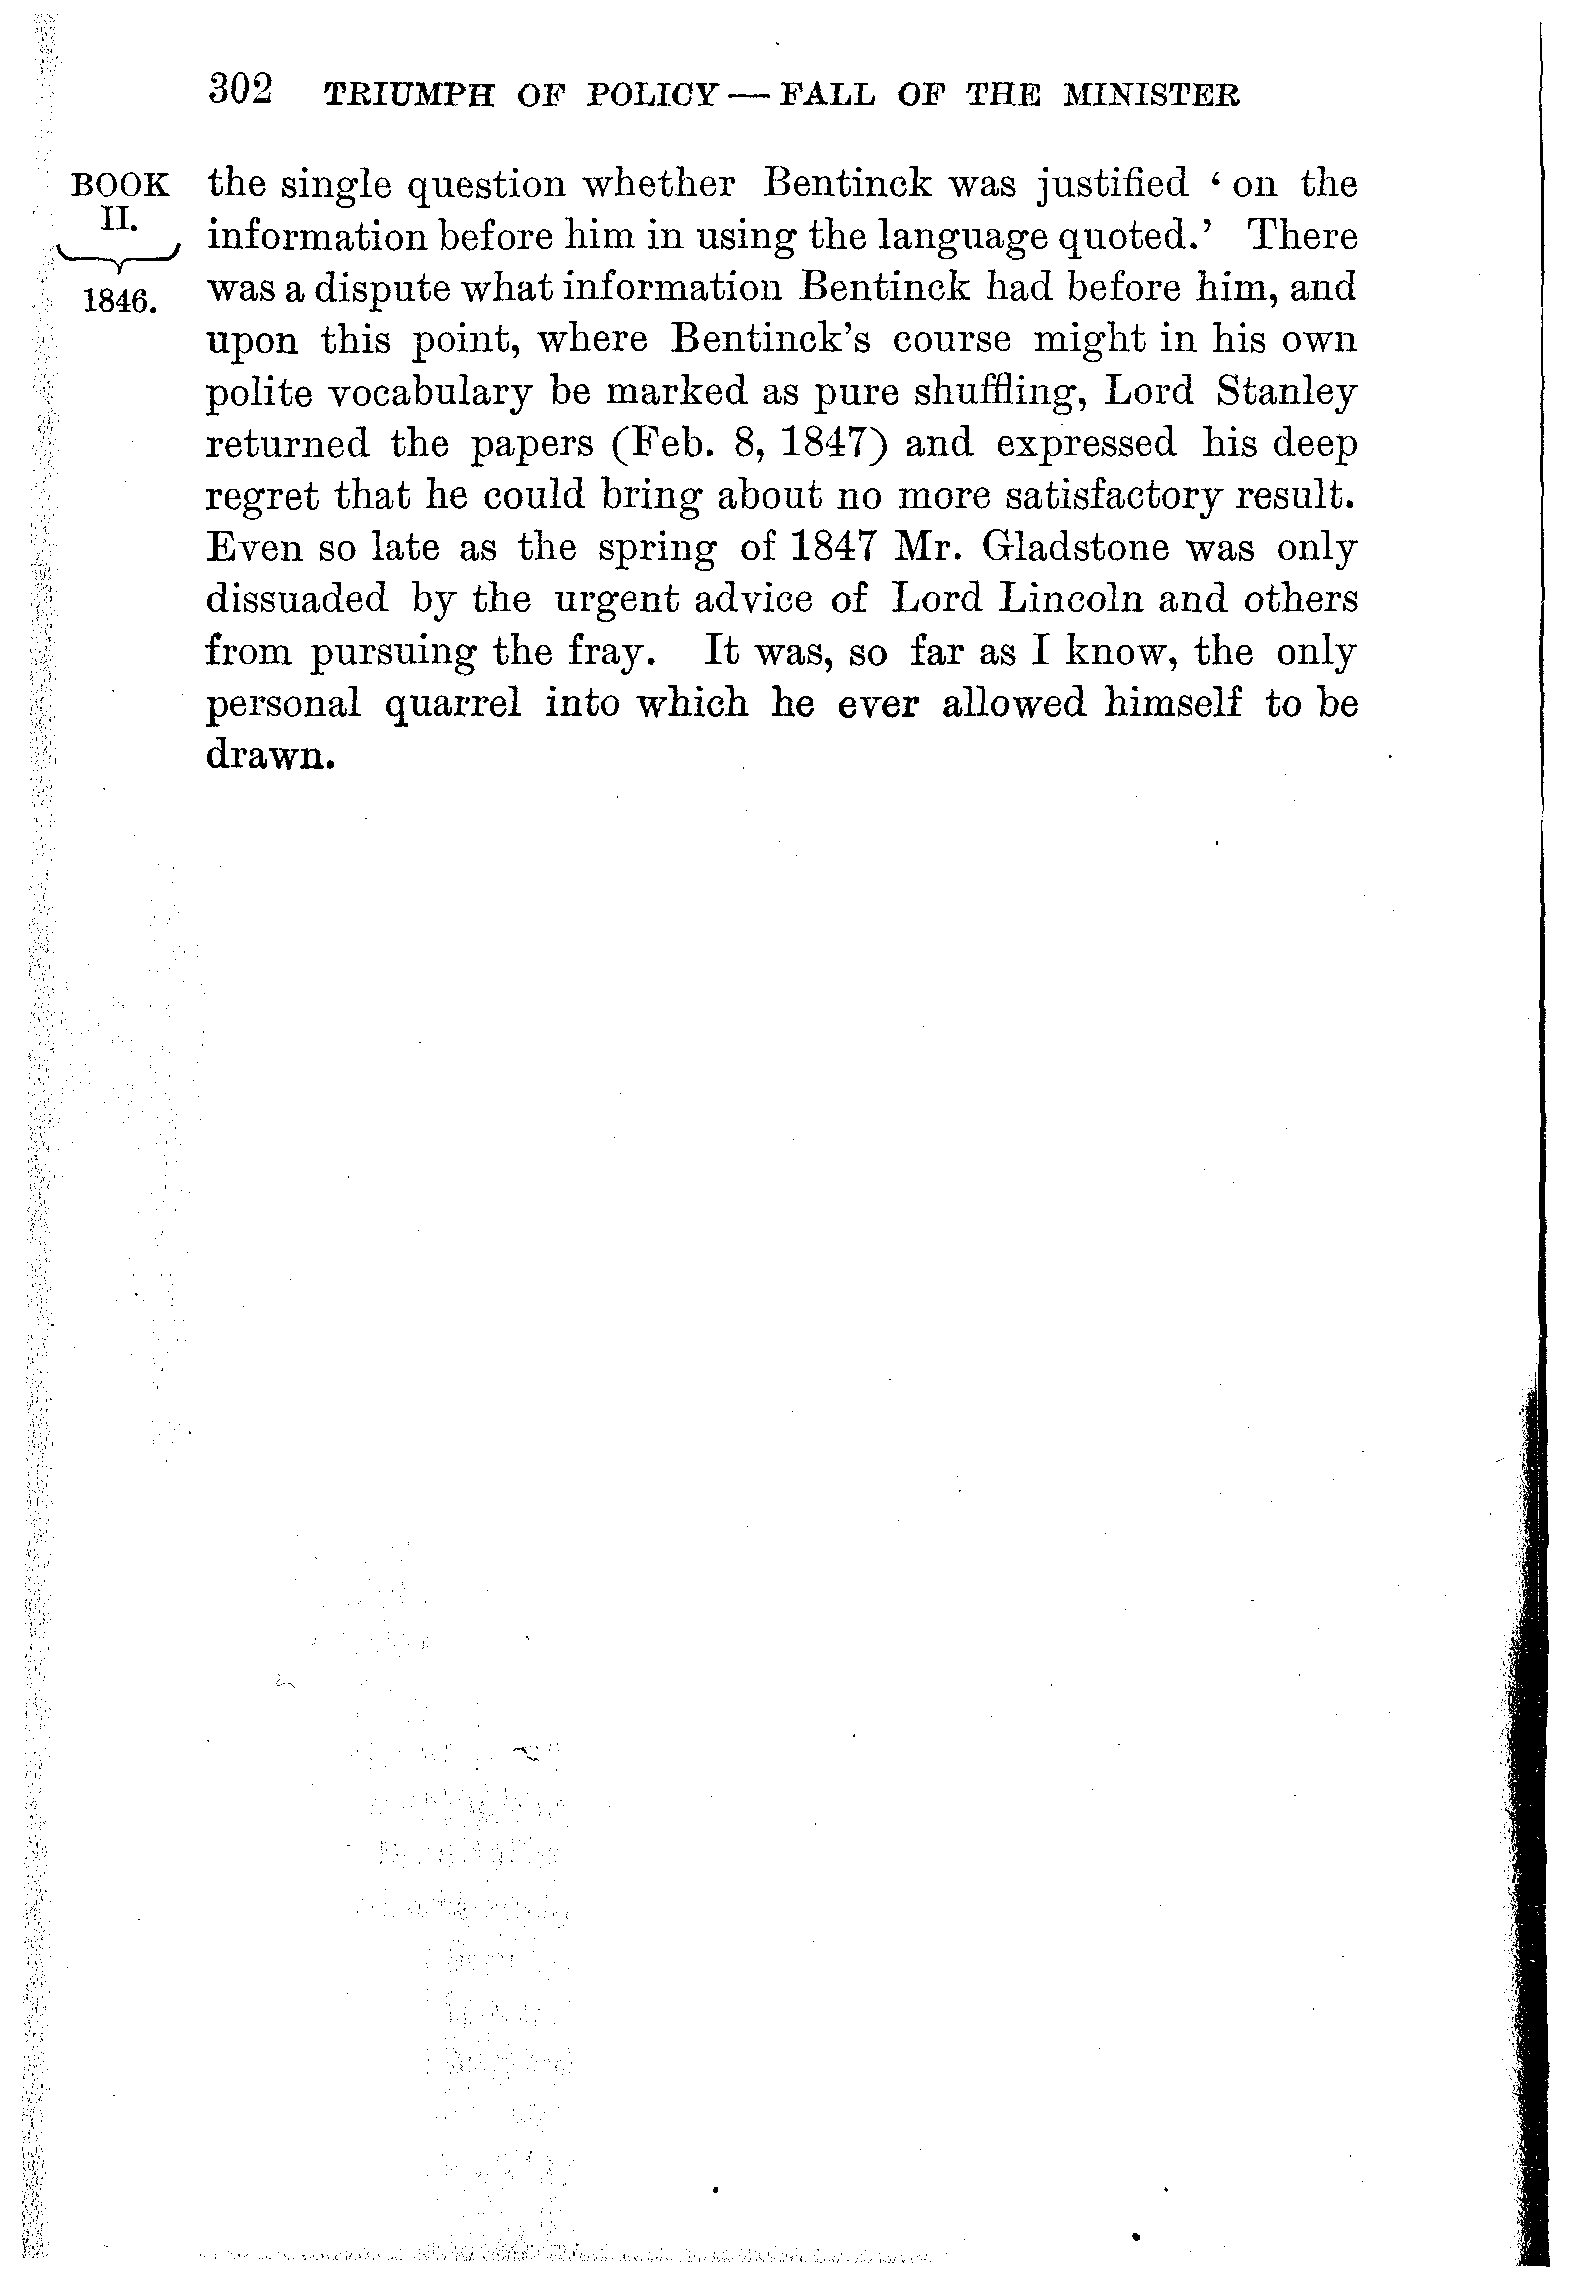 302 TRIUMPH OF POLICY — FALL OF THE MINISTER
BOOK
II.
1846.
the single question whether Bentinck was justified ‘ on the
information before him in using the language quoted.’ There
was a dispute what information Bentinck had before him, and
upon this point, where Bentinck’s course might in his own
polite vocabulary be marked as pure shuffling, Lord Stanley
returned the papers (Feb. 8, 1847) and expressed his deep
regret that he could bring about no more satisfactory result.
Even so late as the spring of 1847 Mr. Gladstone was only
dissuaded by the urgent advice of Lord Lincoln and others
from pursuing the fray. It was, so far as I know, the only
personal quarrel into which he ever allowed himself to be
drawn.